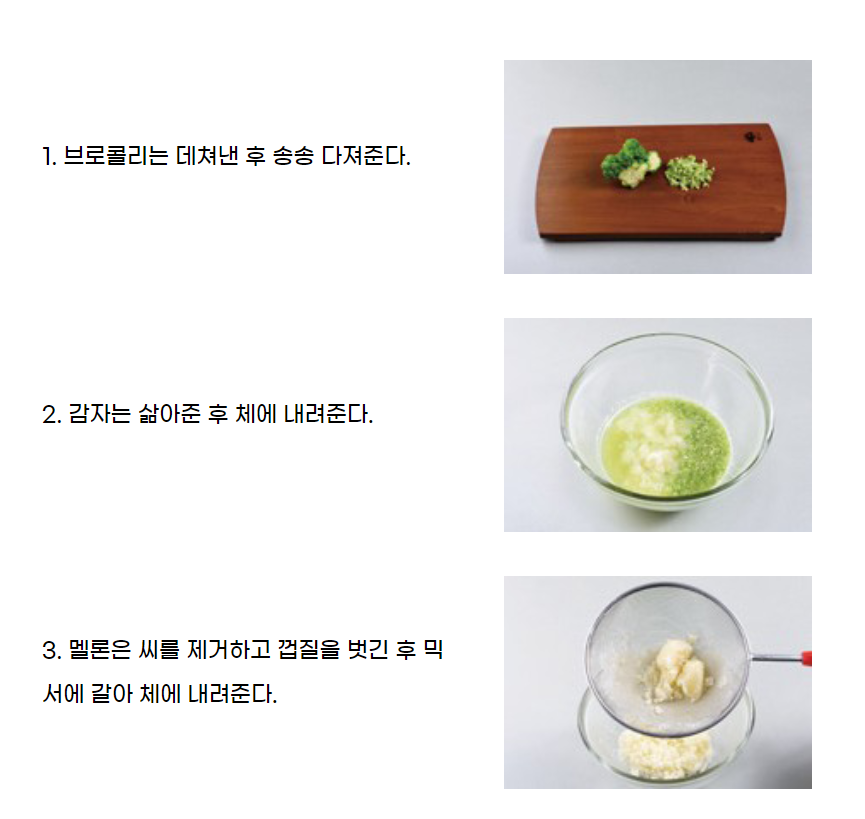 1. 브로콜리는 데쳐낸 후 송송 다져준다.
2. 감자는 삶아준 후 체에 내려준다.
3. 멜론은 씨를 제거하고 껍질을 벗긴 후 믹
서에 갈아 체에 내려준다.